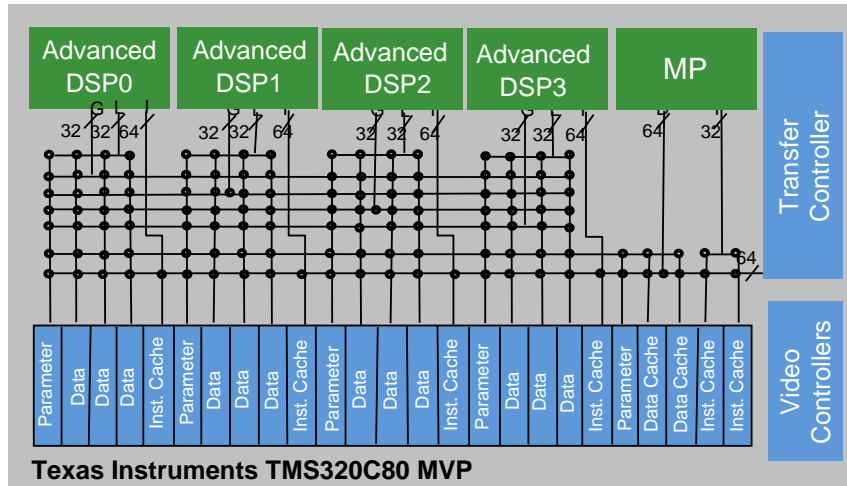 Advanced
DSP0
Advanced
DSP1
Advanced
DSP2
Advanced
DSP3
MP
Transfer
Controller
G L I
32 32 64
G L I
32 32 64
G L I
32 32 64
G L I
32 32 64
64 32
64
Parameter
Data
Data
Data
Inst. Cache
Parameter
Data
Data
Data
Inst. Cache
Parameter
Data
Data
Data
Inst. Cache
Parameter
Data
Data
Data
Inst. Cache
Parameter
Data Cache
Data Cache
Inst. Cache
Inst. Cache
Video
Controllers
Texas Instruments TMS320C80 MVP